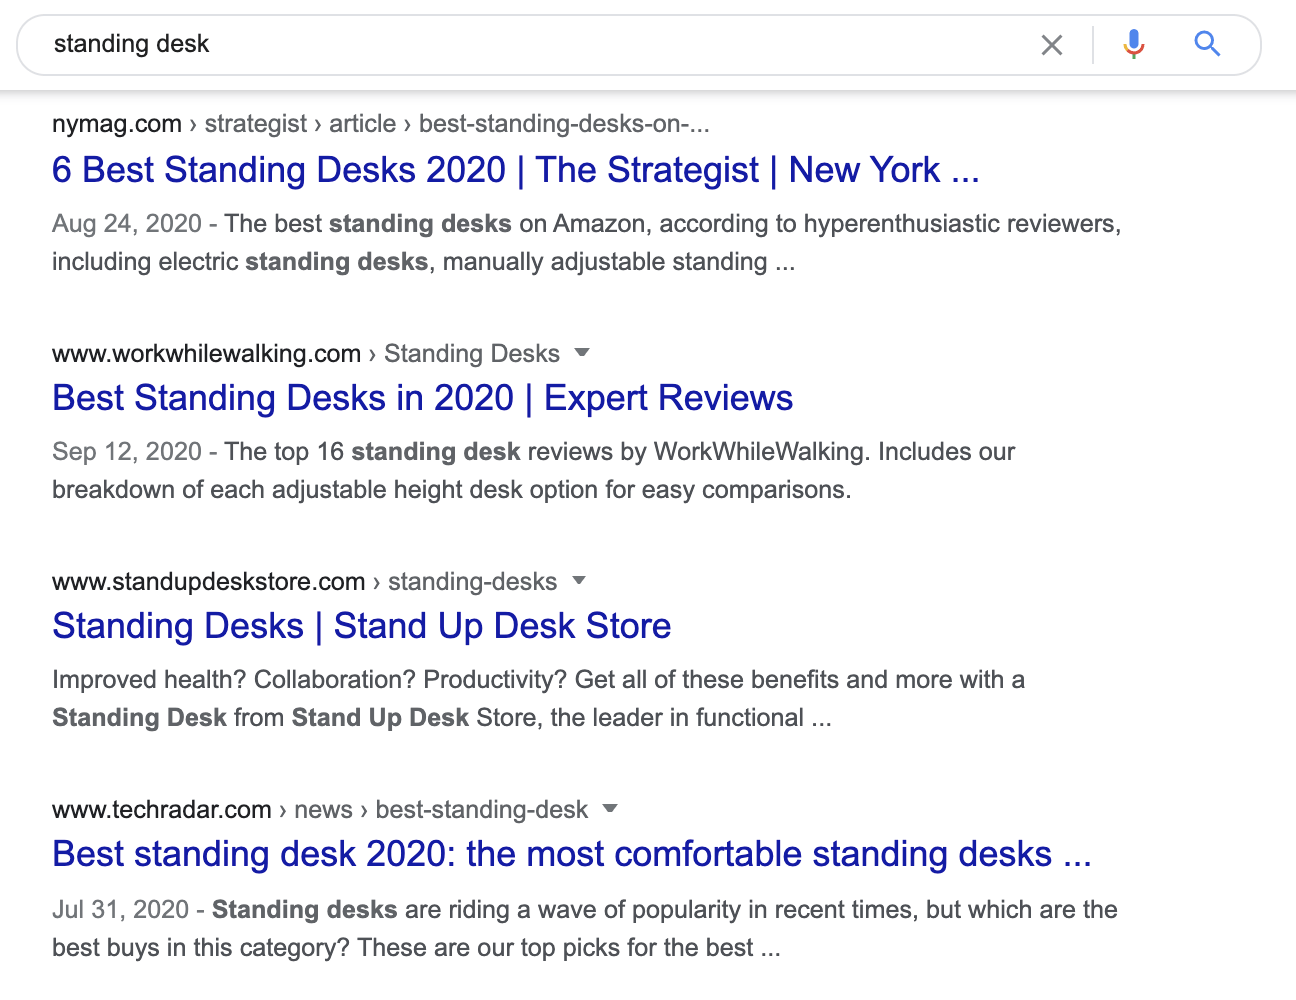 standing desk
nymag.com › strategist › article › best-standing-desks-on-...
6 Best Standing Desks 2020 | The Strategist | New York ...
Aug 24, 2020 - The best standing desks on Amazon, according to hyperenthusiastic reviewers,
including electric standing desks, manually adjustable standing ...
www.workwhilewalking.com › Standing Desks
Best Standing Desks in 2020 | Expert Reviews
Sep 12, 2020 - The top 16 standing desk reviews by WorkWhileWalking. Includes our
breakdown of each adjustable height desk option for easy comparisons.
www.standupdeskstore.com › standing-desks
Standing Desks | Stand Up Desk Store
Improved health? Collaboration? Productivity? Get all of these benefits and more with a
Standing Desk from Stand Up Desk Store, the leader in functional ...
www.techradar.com › news › best-standing-desk
Best standing desk 2020: the most comfortable standing desks ...
Jul 31, 2020 - Standing desks are riding a wave of popularity in recent times, but which are the
best buys in this category? These are our top picks for the best ...